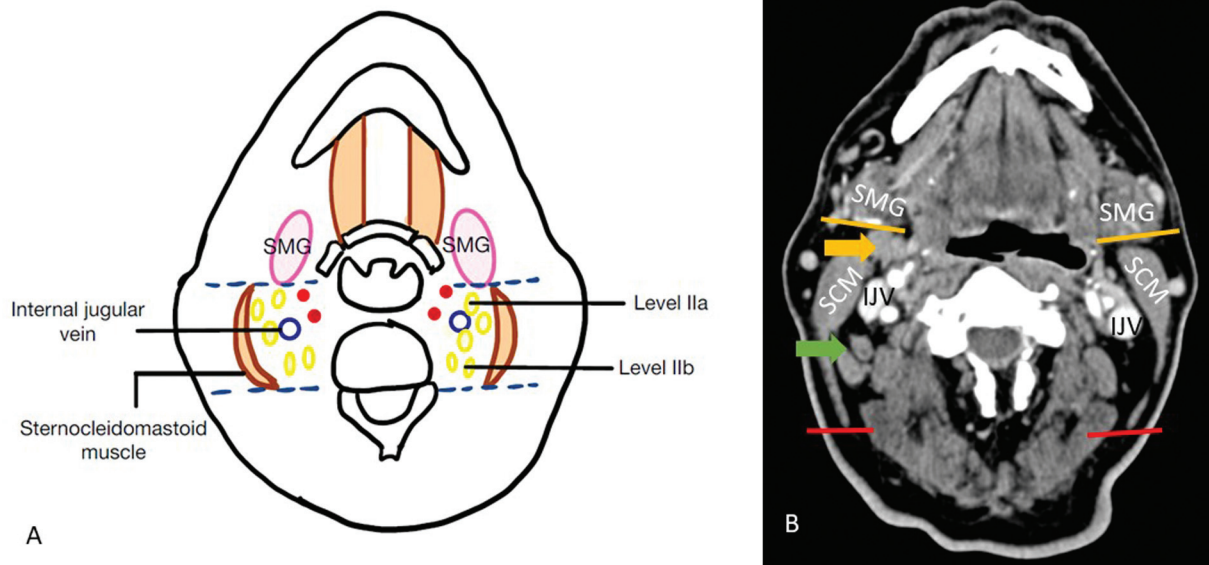 SMG
SMG
Internal jugular
vein
Level IIa
Level IIb
Sternocleidomastoid
muscle
A
SMG
SMG
SCM
SCM
IJV
IJV
B